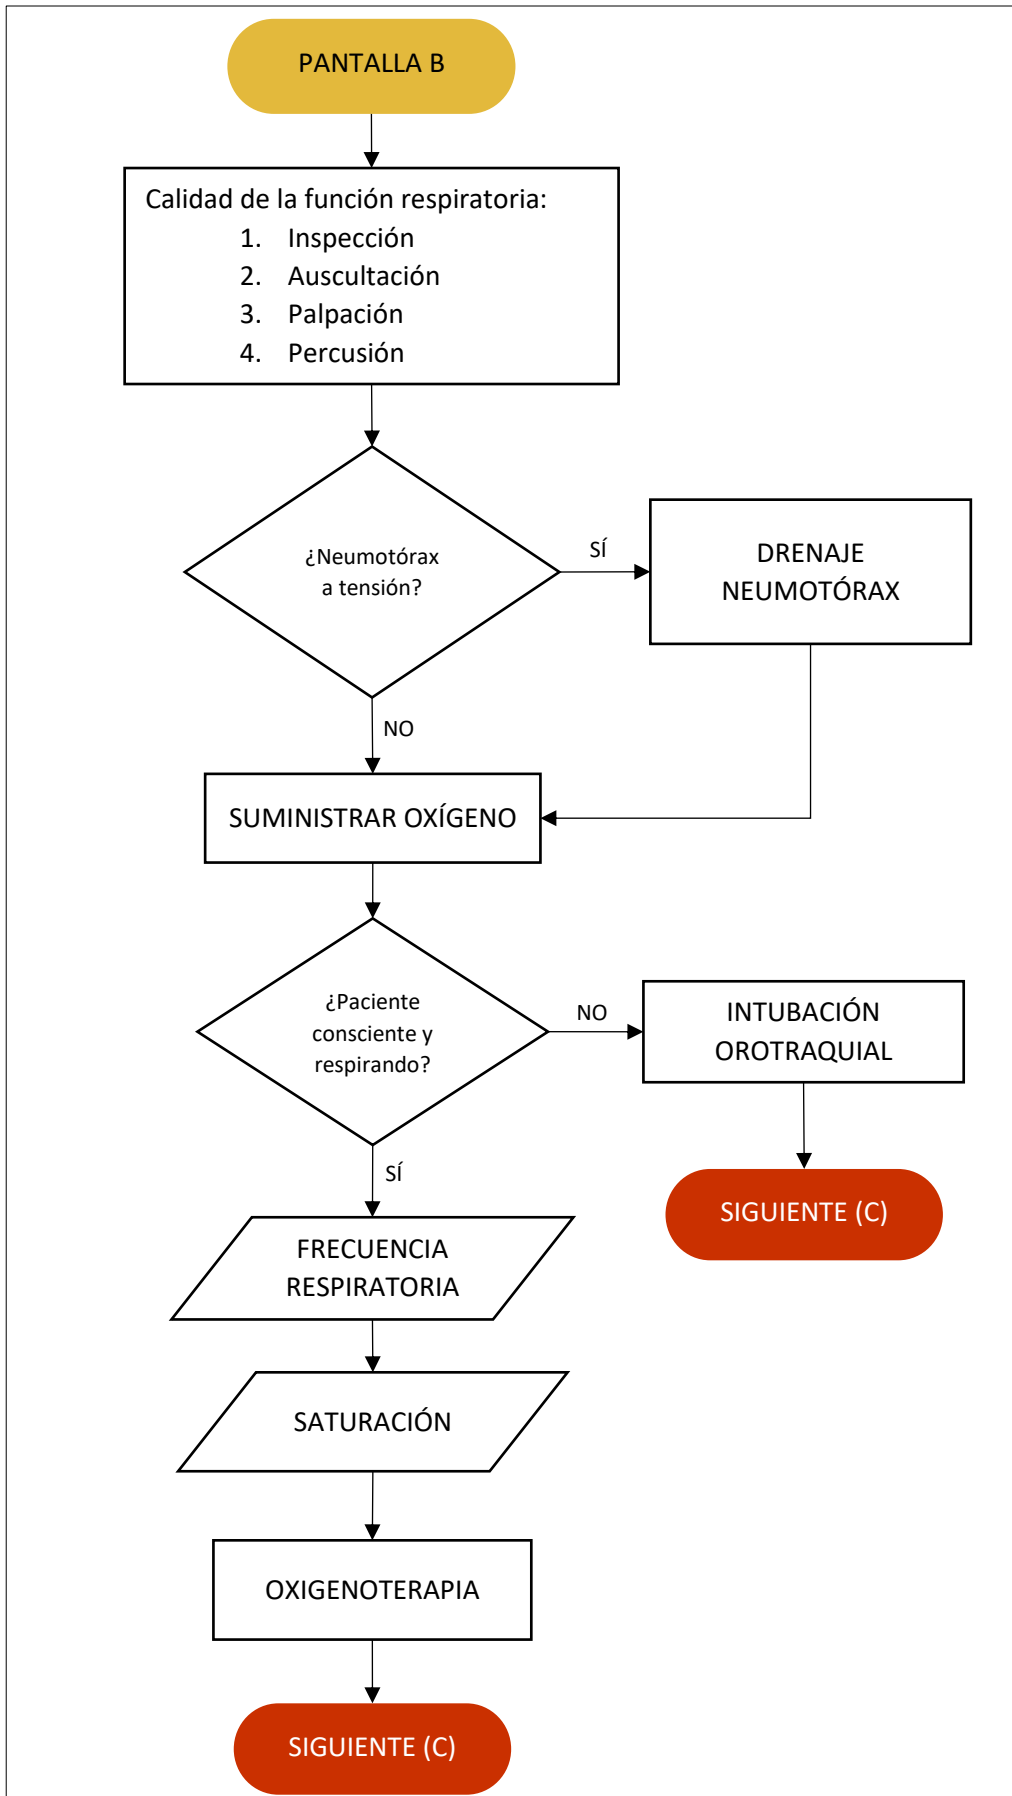 PANTALLA B
Calidad de la función respiratoria:
1. Inspección
2. Auscultación
3. Palpación
4. Percusión
¿Neumotórax
a tensión?
SÍ
DRENAJE
NEUMOTÓRAX
NO
SUMINISTRAR OXÍGENO
¿Paciente
consciente y
respirando?
NO
INTUBACIÓN
OROTRAQUIAL
SÍ
SIGUIENTE (C)
FRECUENCIA
RESPIRATORIA
SATURACIÓN
OXIGENOTERAPIA
SIGUIENTE (C)